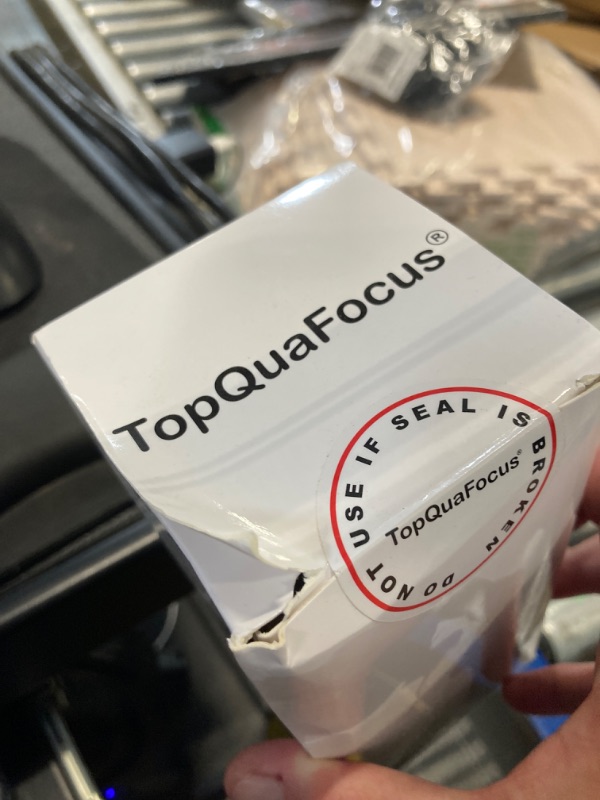 TopQuaFocus®
DO NOT USE IF SEAL IS BROKEN
TopQuaFocus®